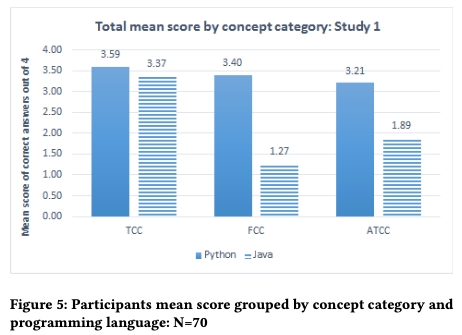 Total mean score by concept category: Study 1
Mean score of correct answers out of 4
4.00
3.50
3.00
2.50
2.00
1.50
1.00
0.50
0.00
3.59
3.37
3.40
1.27
3.21
1.89
TCC
FCC
ATCC
Python
Java
Figure 5: Participants mean score grouped by concept category and
programming language: N=70